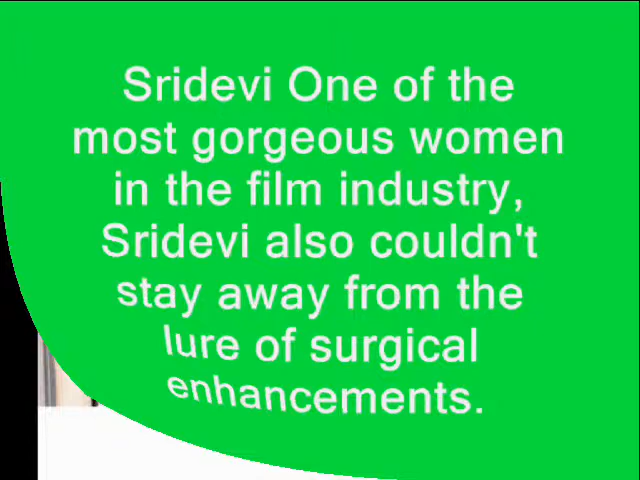 Sridevi One of the
most gorgeous women
in the film industry,
Sridevi also couldn't
stay away from the
lure of surgical
enhancements.